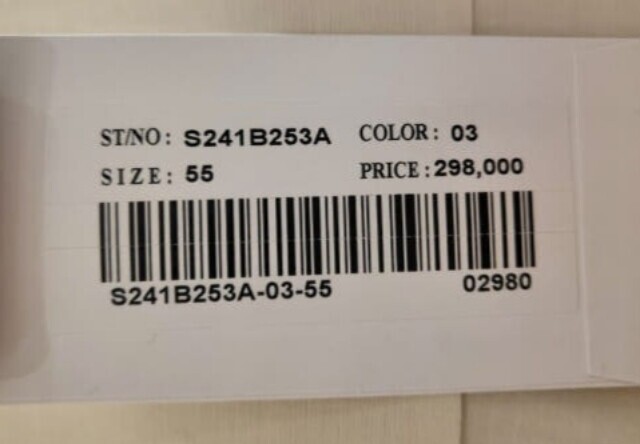 ST/NO: S241B253A COLOR: 03
SIZE: 55 PRICE: 298,000
S241B253A-03-55 02980